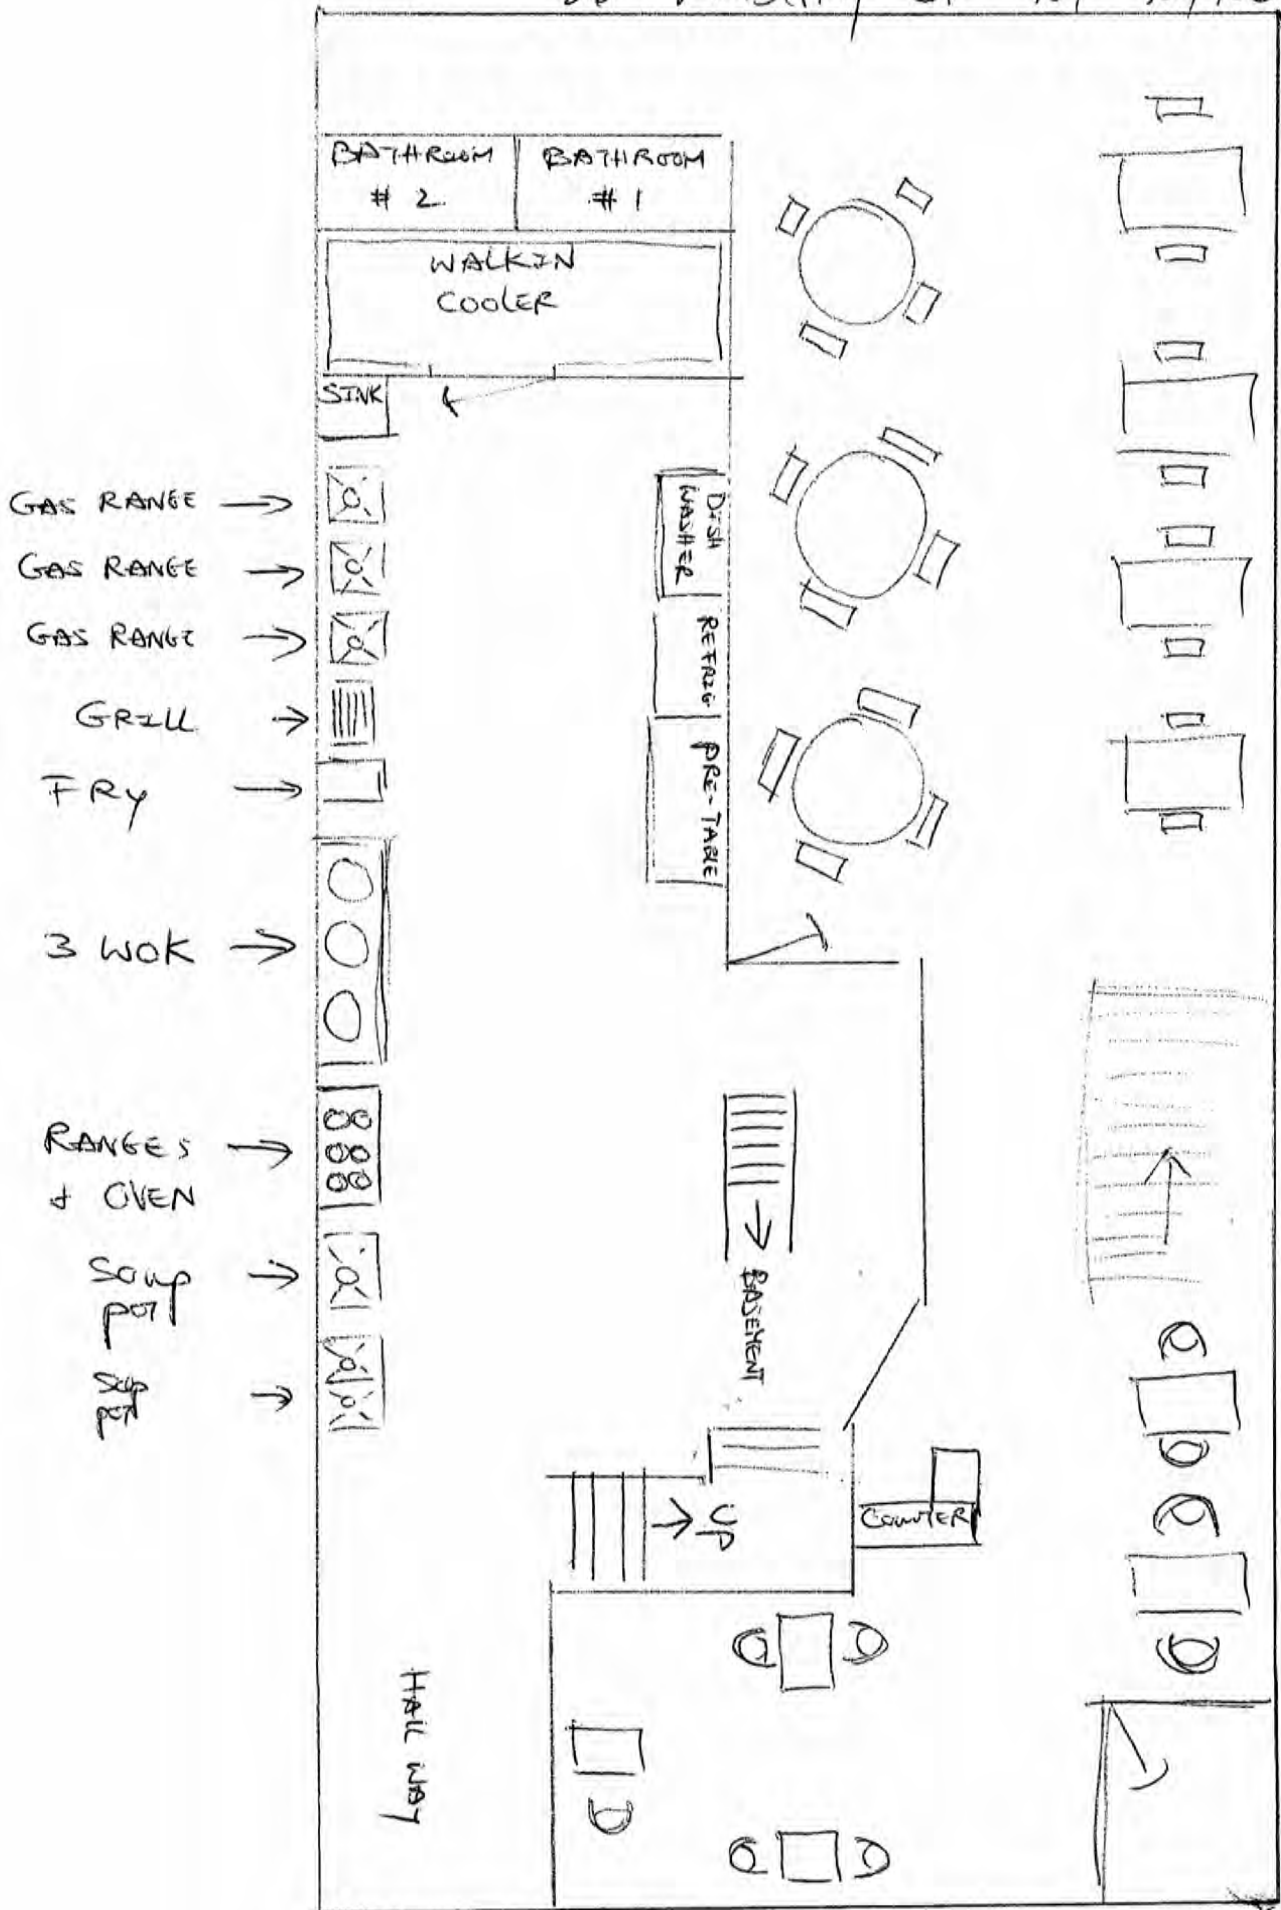 BATHROOM
# 2
BATHROOM
# 1
WALKIN
COOLER
SINK
GAS RANGE
GAS RANGE
GAS RANGE
GRILL
FRY
3 WOK
RANGES
& OVEN
SOUP
POT
SOUP
POT
DISH
WASHER
REFRIG
PRE-TABLE
BASEMENT
UP
COUNTER
HALL WAY